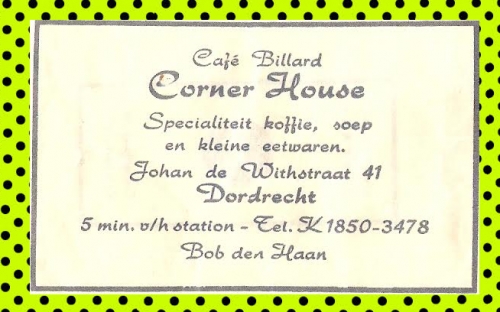 Café Billard
Corner House
Specialiteit koffie, soep
en kleine eetwaren.
Johan de Withstraat 41
Dordrecht
5 min. v/h station - Tel. K 1850-3478
Bob den Haan